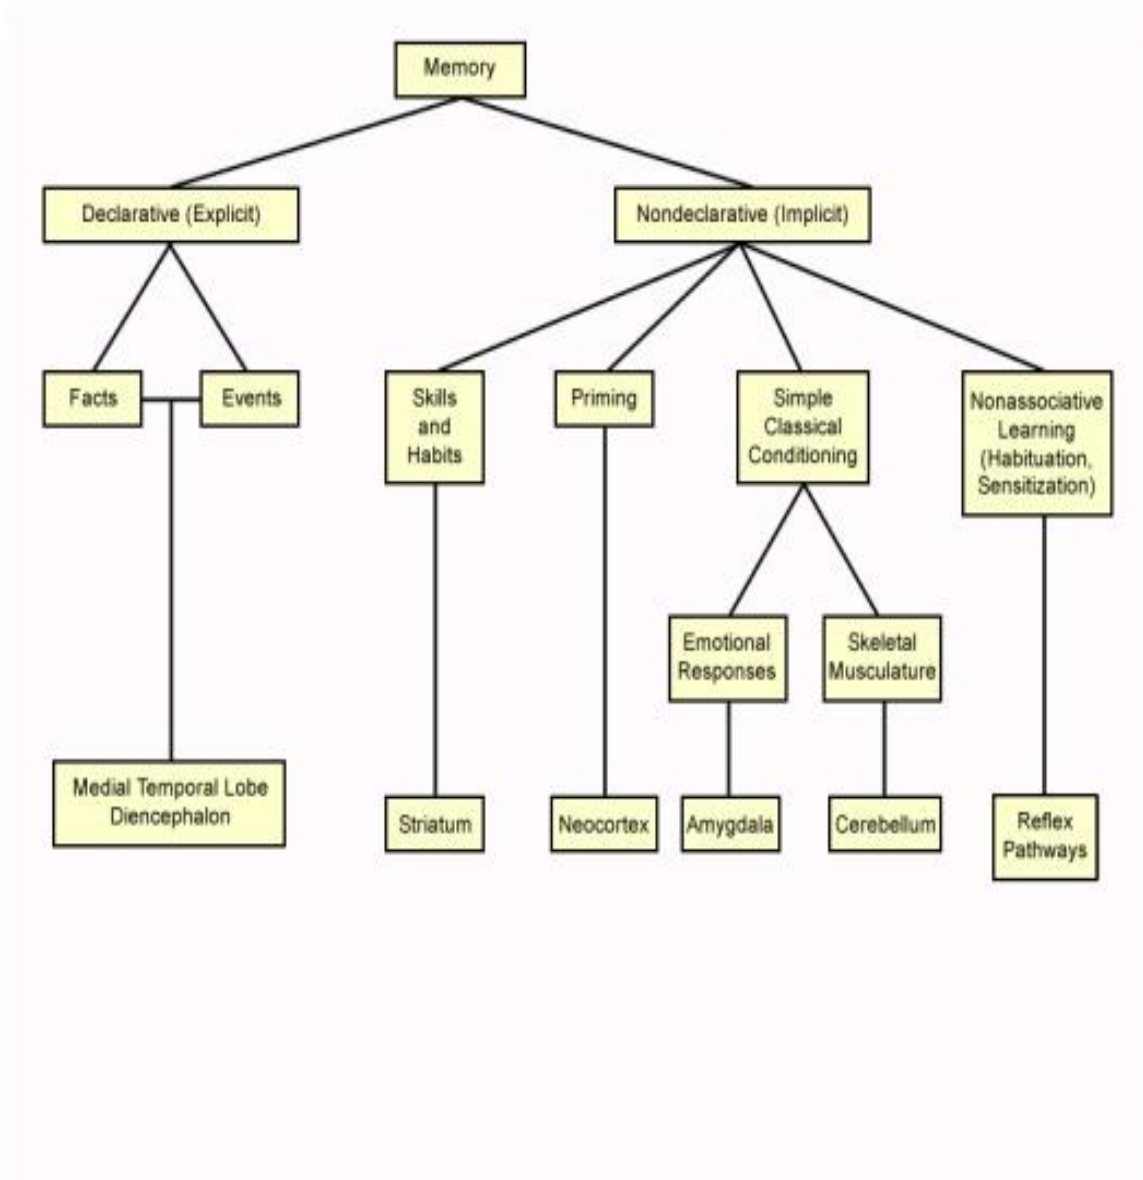 Memory
Declarative (Explicit)
Nondeclarative (Implicit)
Facts
Events
Skills
and
Habits
Priming
Simple
Classical
Conditioning
Nonassociative
Learning
(Habituation,
Sensitization)
Emotional
Responses
Skeletal
Musculature
Medial Temporal Lobe
Diencephalon
Striatum
Neocortex
Amygdala
Cerebellum
Reflex
Pathways